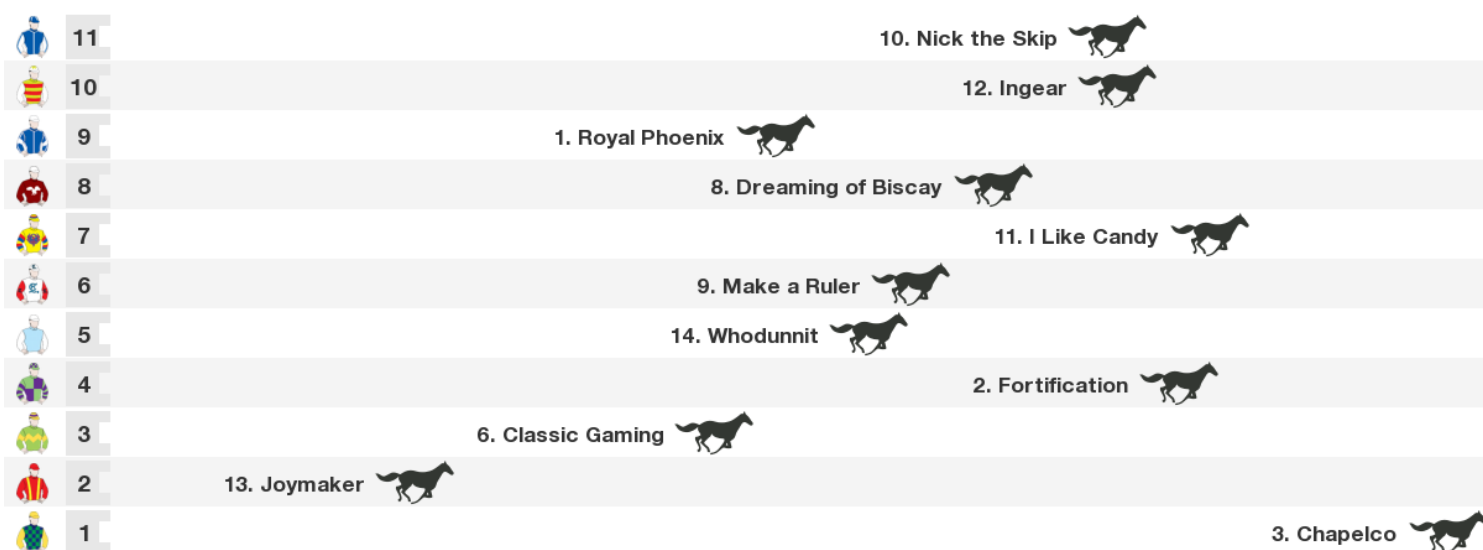 11 10. Nick the Skip
10 12. Ingear
9 1. Royal Phoenix
8 8. Dreaming of Biscay
7 11. I Like Candy
6 9. Make a Ruler
5 14. Whodunnit
4 2. Fortification
3 6. Classic Gaming
2 13. Joymaker
1 3. Chapelco